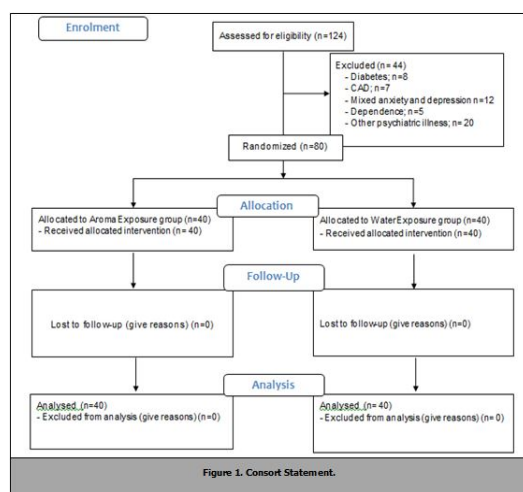 Enrolment
Assessed for eligibility (n=124)
Excluded (n= 44)
- Diabetes; n=8
- CAD; n=7
- Mixed anxiety and depression n=12
- Dependence; n=5
- Other psychiatric illness; n= 20
Randomized (n=80)
Allocation
Allocated to Aroma Exposure group (n=40)
- Received allocated intervention (n= 40)
Allocated to Water Exposure group (n=40)
- Received allocated intervention (n=40)
Follow-Up
Lost to follow-up (give reasons) (n=0)
Lost to follow-up (give reasons) (n=0)
Analysis
Analysed (n=40)
- Excluded from analysis (give reasons) (n=0)
Analysed (n= 40)
- Excluded from analysis (give reasons) (n= 0)
Figure 1. Consort Statement.